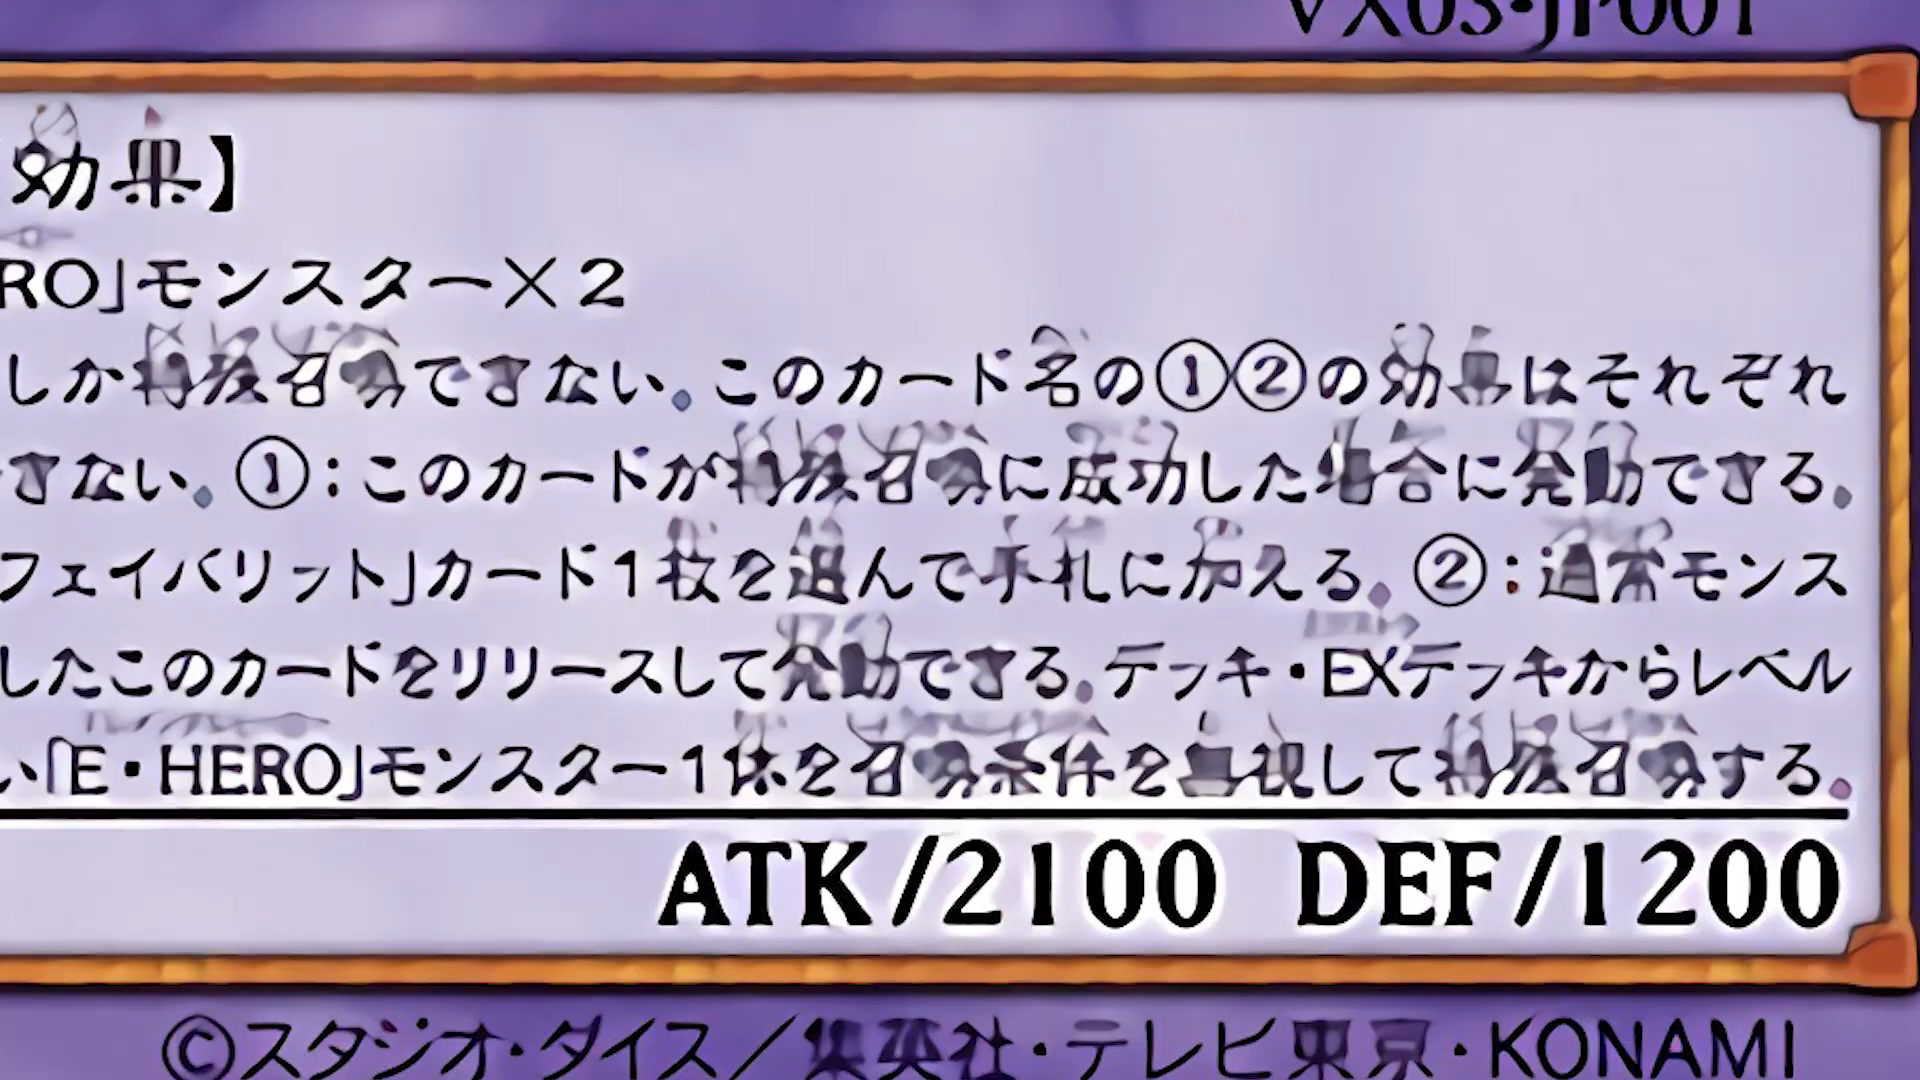 VX03-JP001
効果】
RO」モンスター×2
しか特殊召喚できない。このカード名の①②の効果はそれぞれ
きない。①：このカードが特殊召喚に成功した場合に発動できる。
フェイバリット」カード1枚を選んで手札に加える。②：通常モンス
したこのカードをリリースして発動できる。デッキ・EXデッキからレベル
い「E・HERO」モンスター1体を召喚条件を無視して特殊召喚する。
ATK/2100 DEF/1200
©スタジオ・ダイス／集英社・テレビ東京・KONAMI